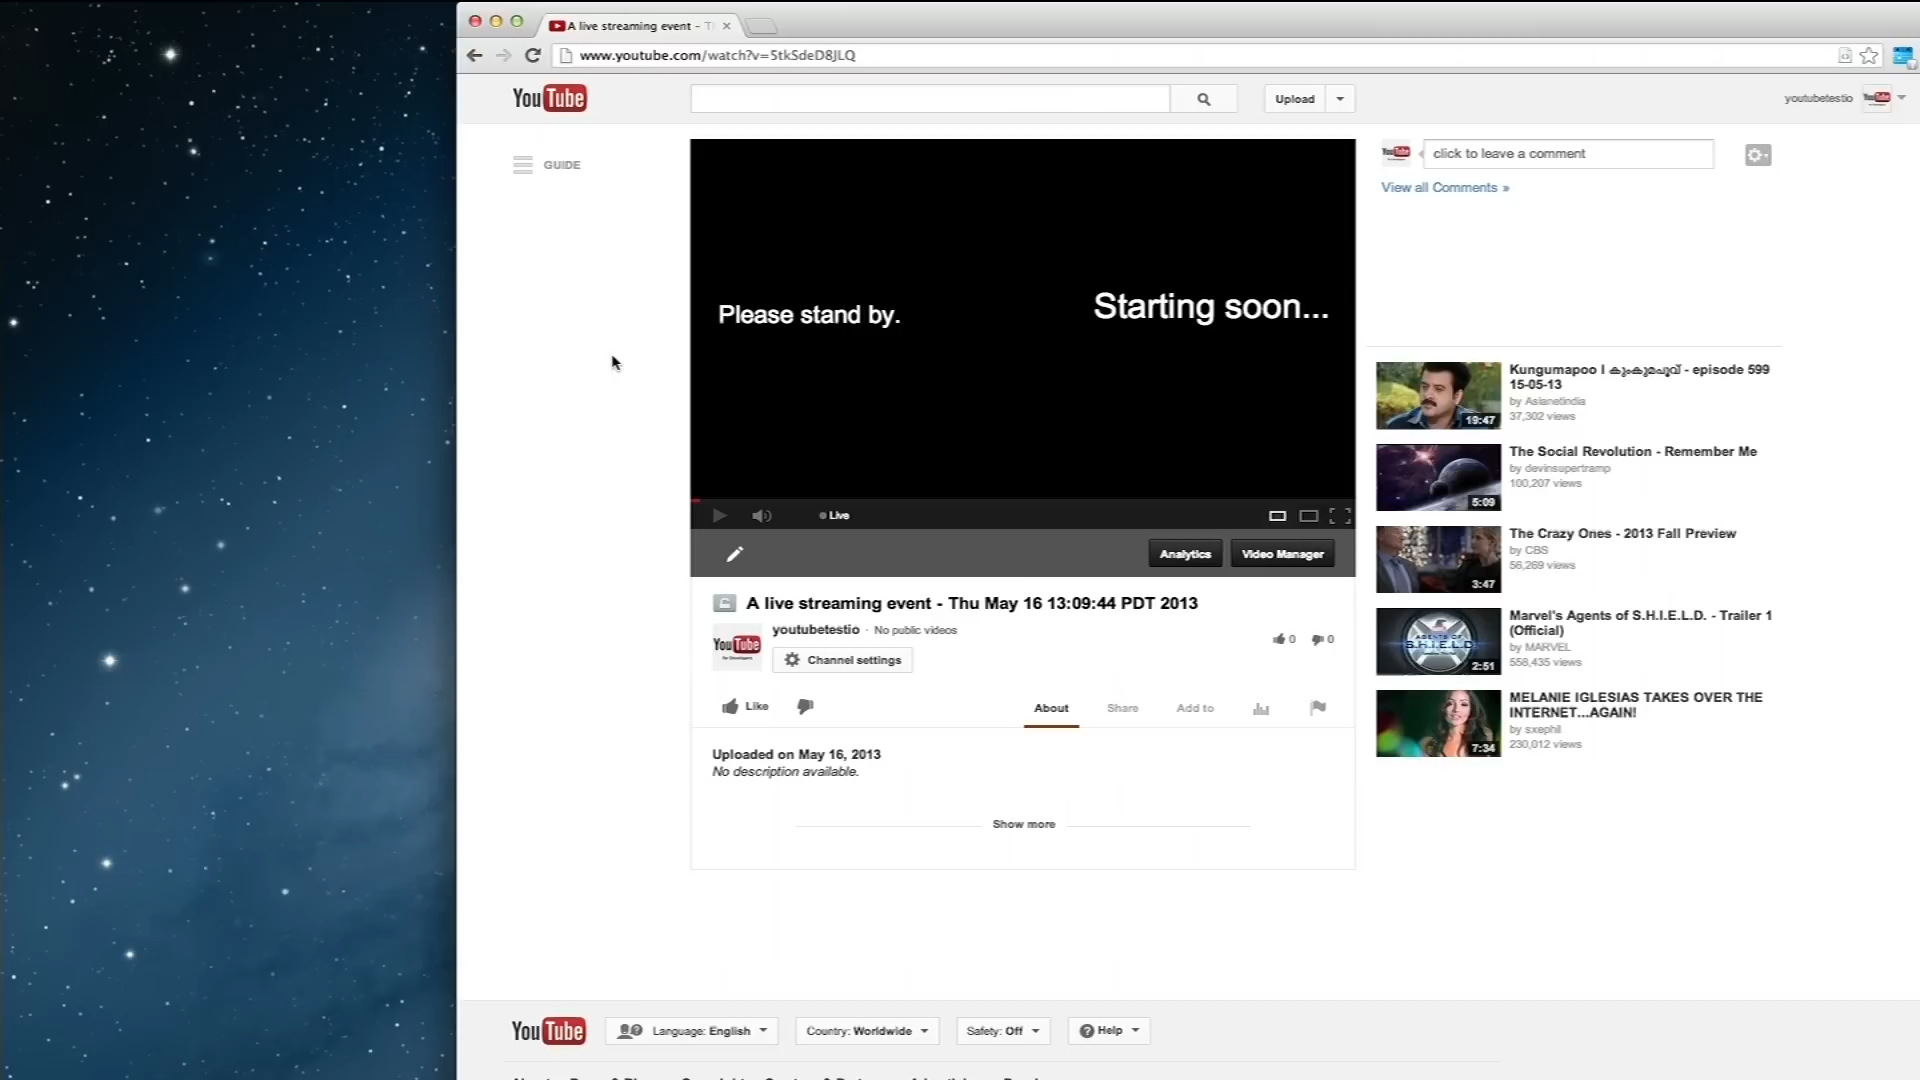 A live streaming event -
www.youtube.com/watch?v=5tkSdeD8JLQ
YouTube
Upload
youtubetestio
GUIDE
Please stand by.
Starting soon...
Live
Analytics
Video Manager
A live streaming event - Thu May 16 13:09:44 PDT 2013
youtubetestio · No public videos
Channel settings
0
0
Like
About
Share
Add to
Uploaded on May 16, 2013
No description available.
Show more
click to leave a comment
View all Comments »
Kungumapoo I കുംകുമപൂവ് - episode 599
15-05-13
by Asianetindia
37,302 views
19:47
The Social Revolution - Remember Me
by devinsupertramp
100,207 views
5:09
The Crazy Ones - 2013 Fall Preview
by CBS
56,269 views
3:47
Marvel's Agents of S.H.I.E.L.D. - Trailer 1
(Official)
by MARVEL
558,435 views
AGENTS OF
S.H.I.E.L.D.
2:51
MELANIE IGLESIAS TAKES OVER THE
INTERNET...AGAIN!
by sxephil
230,012 views
7:34
YouTube
Language: English
Country: Worldwide
Safety: Off
Help